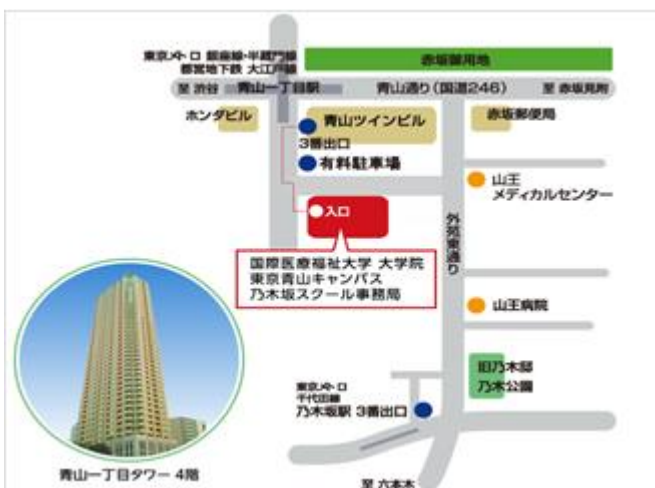 東京メトロ 銀座線・半蔵門線
都営地下鉄 大江戸線
赤坂御用地
至 渋谷
青山一丁目駅
青山通り(国道246)
至 赤坂見附
ホンダビル
青山ツインビル
赤坂郵便局
3番出口
有料駐車場
山王
メディカルセンター
入口
外苑東通り
国際医療福祉大学 大学院
東京青山キャンパス
乃木坂スクール事務局
山王病院
旧乃木邸
乃木公園
東京メトロ
千代田線
乃木坂駅 3番出口
青山一丁目タワー 4階
至 六本木